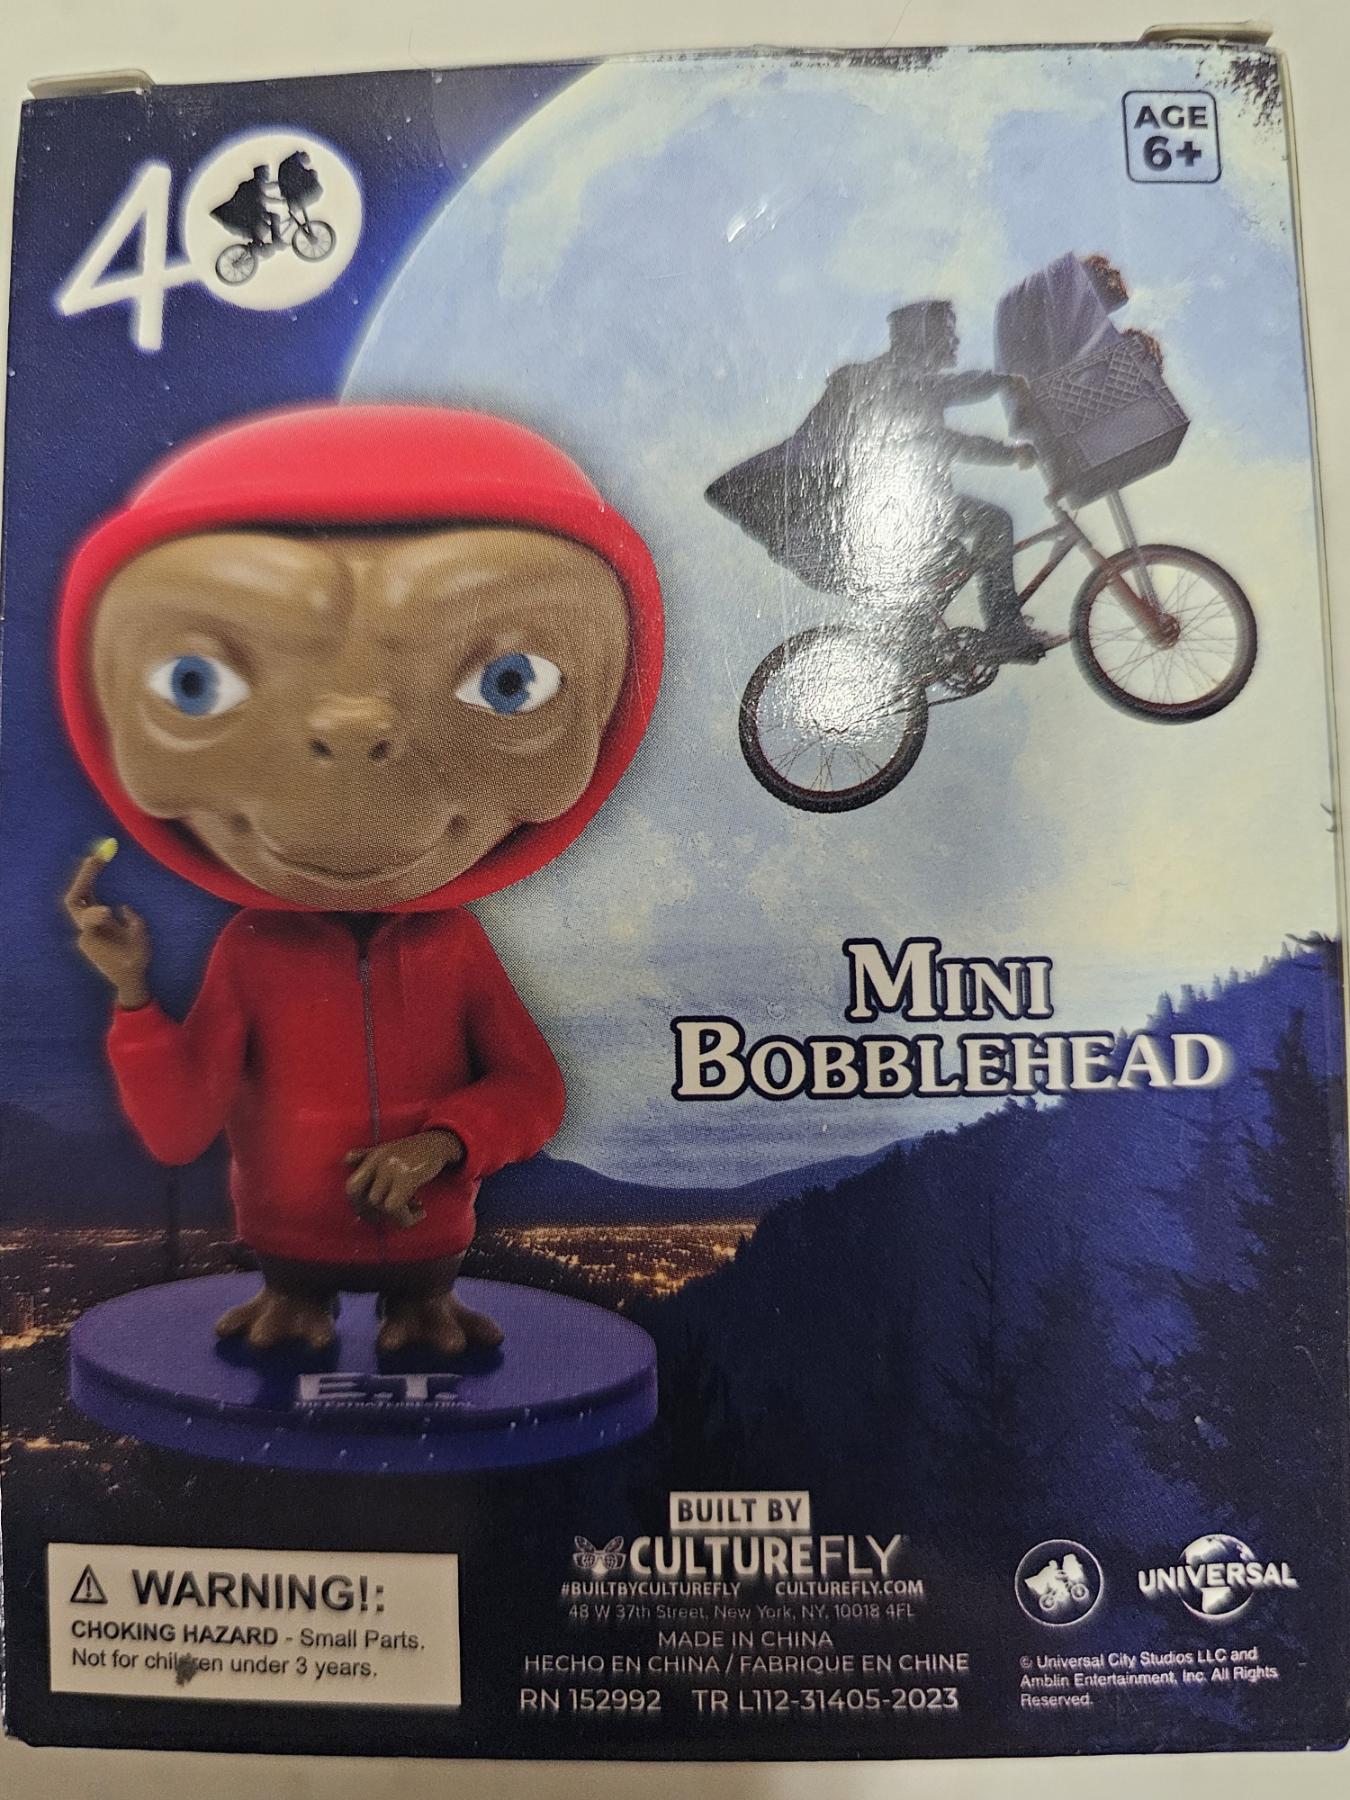 40
AGE
6+
MINI
BOBBLEHEAD
E.T.
THE EXTRA-TERRESTRIAL
BUILT BY
CULTUREFLY
#BUILTBYCULTUREFLY CULTUREFLY.COM
48 W 37th Street, New York, NY, 10018 4FL
MADE IN CHINA
HECHO EN CHINA / FABRIQUE EN CHINE
RN 152992 TR L112-31405-2023
⚠ WARNING!:
CHOKING HAZARD - Small Parts.
Not for children under 3 years.
UNIVERSAL
© Universal City Studios LLC and
Amblin Entertainment, Inc. All Rights
Reserved.